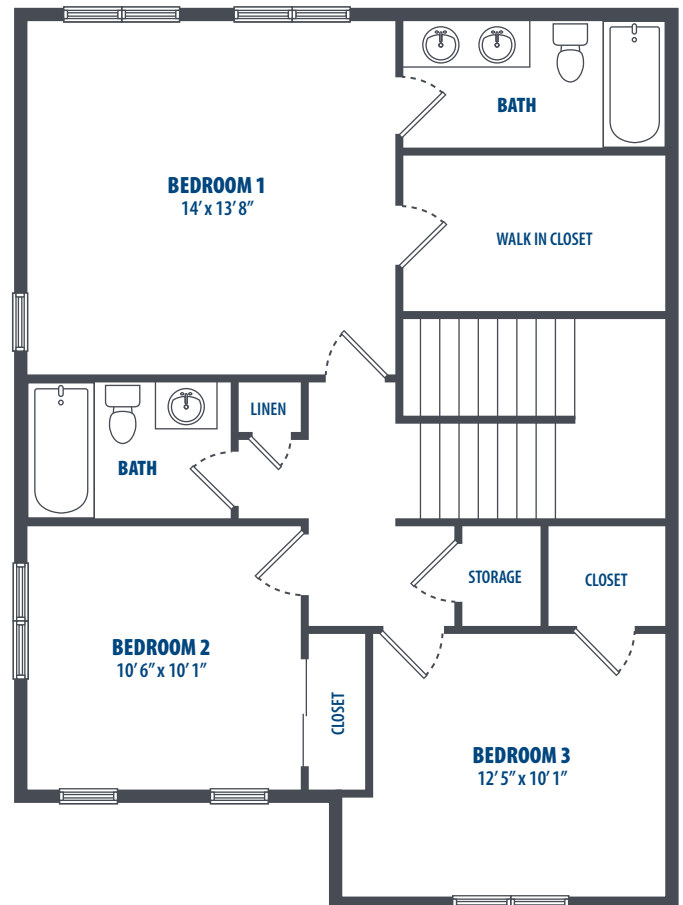 BATH
BEDROOM 1
14’ x 13’ 8”
WALK IN CLOSET
LINEN
BATH
STORAGE
CLOSET
BEDROOM 2
10’ 6” x 10’ 1”
CLOSET
BEDROOM 3
12’ 5” x 10’ 1”